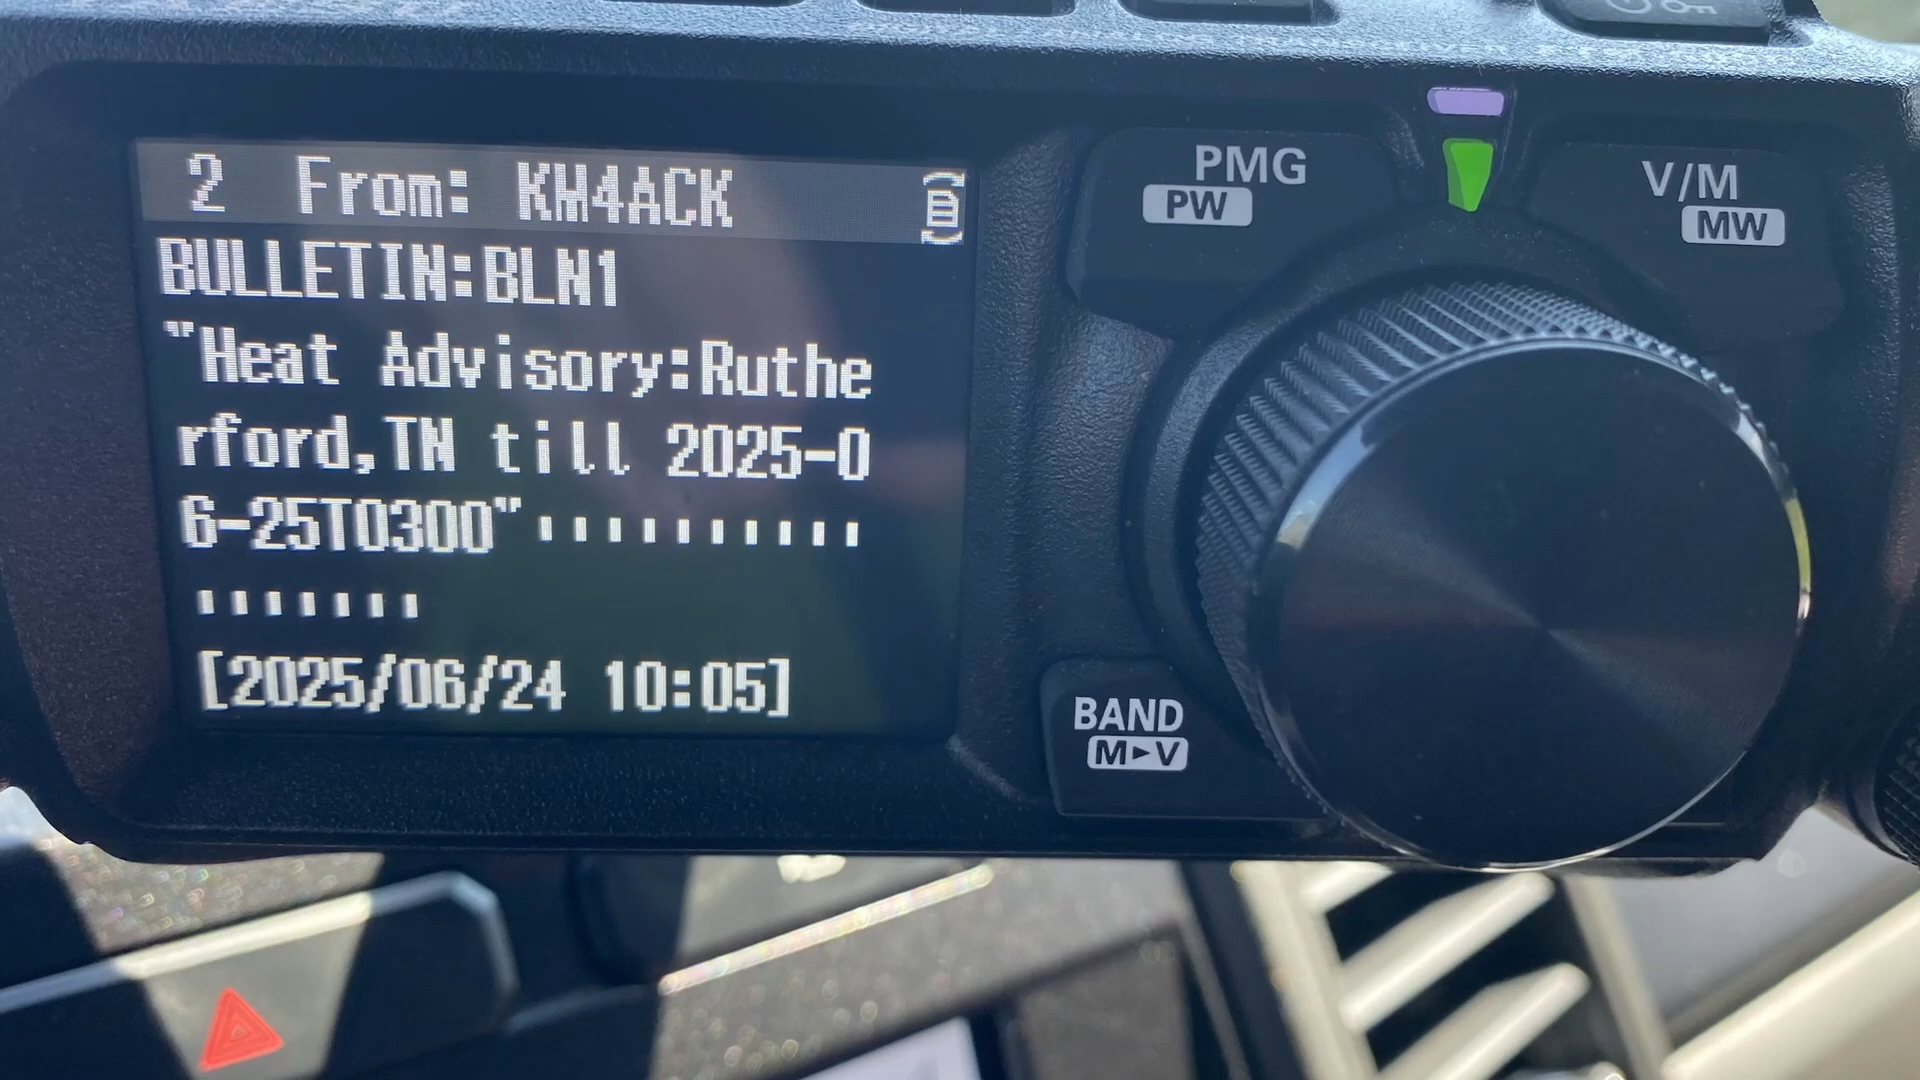 2 From: KM4ACK
BULLETIN:BLN1
"Heat Advisory:Ruthe
rford,TN till 2025-0
6-25T0300"
[2025/06/24 10:05]
PMG
PW
V/M
MW
BAND
M►V